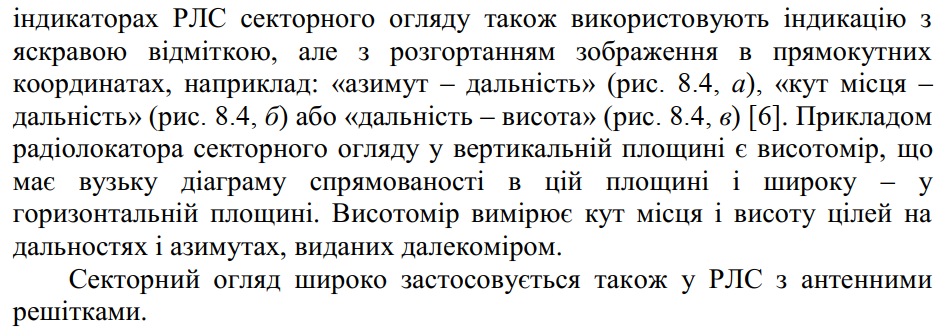 індикаторах РЛС секторного огляду також використовують індикацію з
яскравою відміткою, але з розгортанням зображення в прямокутних
координатах, наприклад: «азимут – дальність» (рис. 8.4, а), «кут місця –
дальність» (рис. 8.4, б) або «дальність – висота» (рис. 8.4, в) [6]. Прикладом
радіолокатора секторного огляду у вертикальній площині є висотомір, що
має вузьку діаграму спрямованості в цій площині і широку – у
горизонтальній площині. Висотомір вимірює кут місця і висоту цілей на
дальностях і азимутах, виданих далекоміром.
Секторний огляд широко застосовується також у РЛС з антенними
решітками.